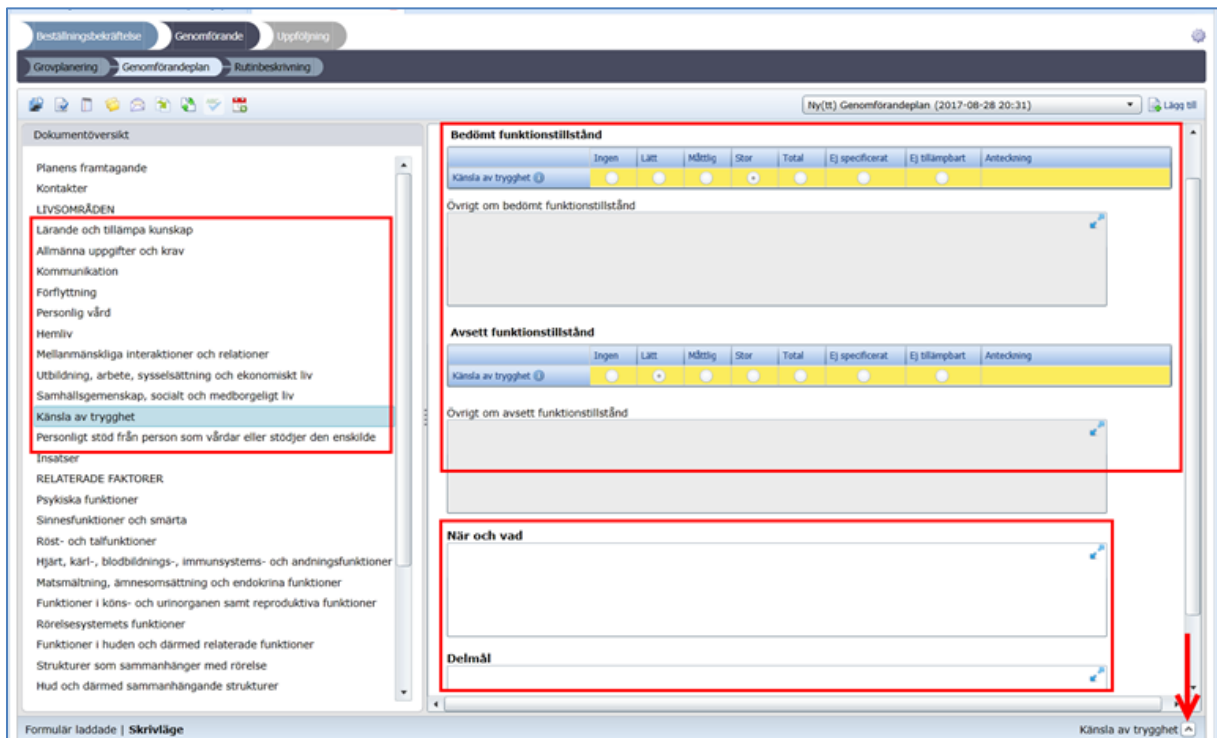 Beställningsbekräftelse Genomförande Uppföljning
Grovplanering Genomförandeplan Rutinbeskrivning
Ny(tt) Genomförandeplan (2017-08-28 20:31) Lägg till
Dokumentöversikt
Planens framtagande
Kontakter
LIVSOMRÅDEN
Lärande och tillämpa kunskap
Allmänna uppgifter och krav
Kommunikation
Förflyttning
Personlig vård
Hemliv
Mellanmänskliga interaktioner och relationer
Utbildning, arbete, sysselsättning och ekonomiskt liv
Samhällsgemenskap, socialt och medborgeligt liv
Känsla av trygghet
Personligt stöd från person som vårdar eller stödjer den enskilde
Insatser
RELATERADE FAKTORER
Psykiska funktioner
Sinnesfunktioner och smärta
Röst- och talfunktioner
Hjärt, kärl-, blodbildnings-, immunsystems- och andningsfunktioner
Matsmältning, ämnesomsättning och endokrina funktioner
Funktioner i köns- och urinorganen samt reproduktiva funktioner
Rörelsesystemets funktioner
Funktioner i huden och därmed relaterade funktioner
Strukturer som sammanhänger med rörelse
Hud och därmed sammanhängande strukturer
Bedömt funktionstillstånd
Ingen Lätt Måttlig Stor Total Ej specificerat Ej tillämpbart Anteckning
Känsla av trygghet
Övrigt om bedömt funktionstillstånd
Avsett funktionstillstånd
Ingen Lätt Måttlig Stor Total Ej specificerat Ej tillämpbart Anteckning
Känsla av trygghet
Övrigt om avsett funktionstillstånd
När och vad
Delmål
Formulär laddade | Skrivläge Känsla av trygghet